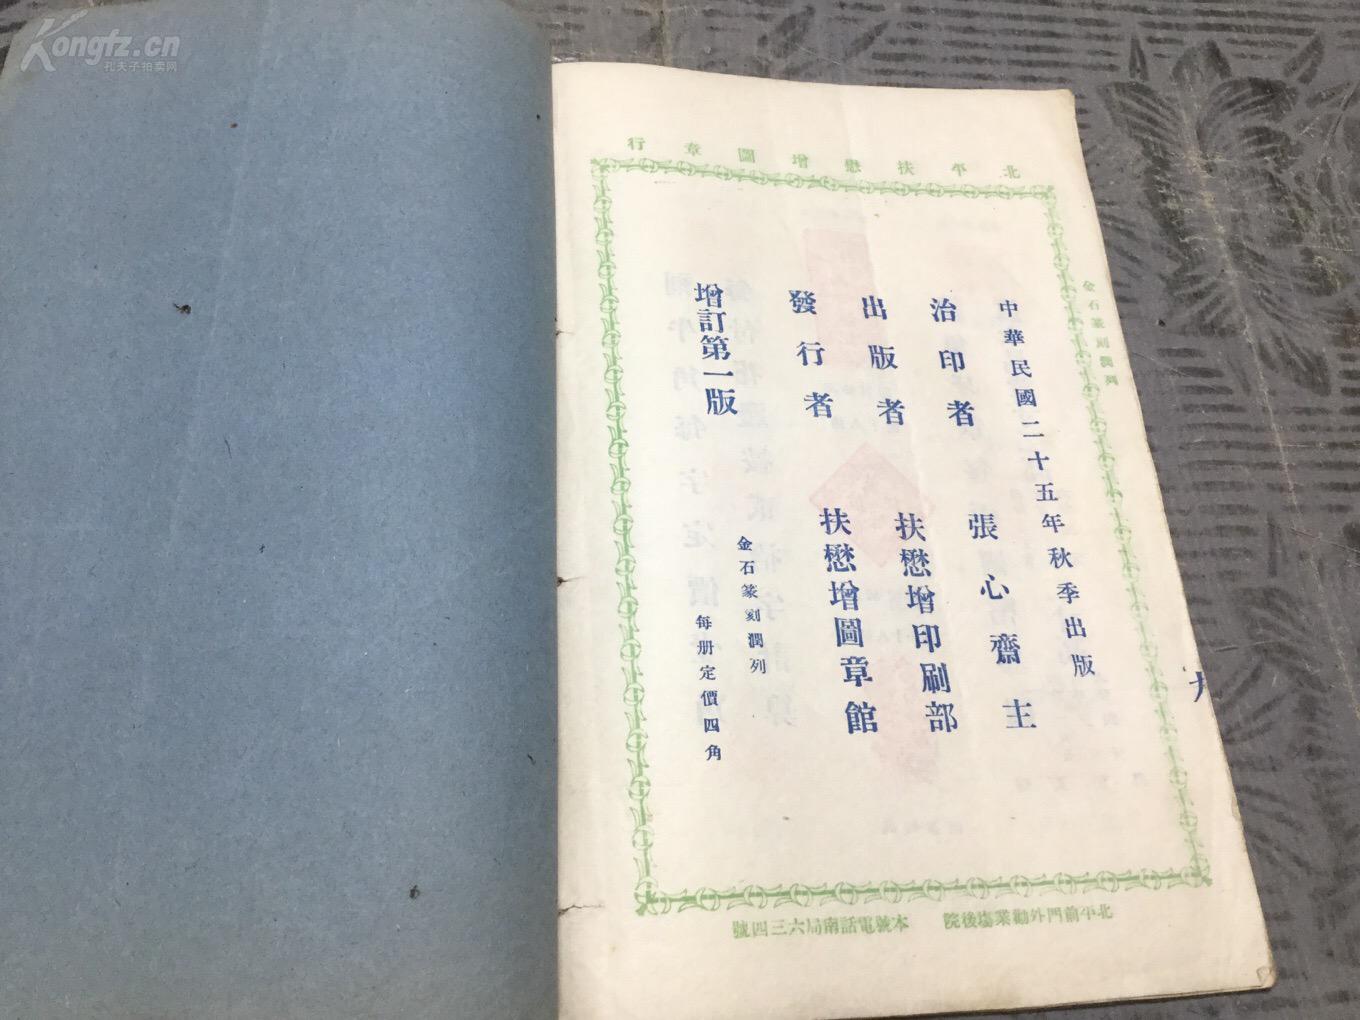 Kongfz.cn
孔夫子拍卖网
北平扶懋增圖章行
金石篆刻潤列
中華民國二十五年秋季出版
治印者 張心齋主
出版者 扶懋增印刷部
發行者 扶懋增圖章館
金石篆刻潤列
每册定價四角
增訂第一版
北平前門外勸業塲後院 本號電話南局六三四號